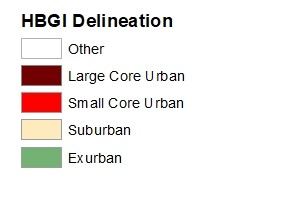 HBGI Delineation
Other
Large Core Urban
Small Core Urban
Suburban
Exurban